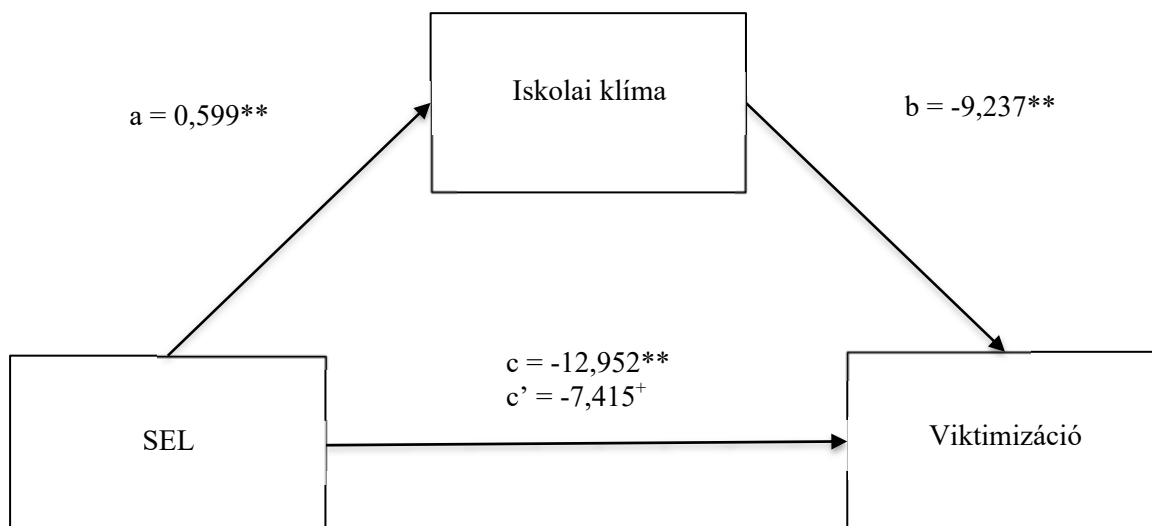 Iskolai klíma
a = 0,599**
b = -9,237**
c = -12,952**
c’ = -7,415⁺
SEL
Viktimizáció